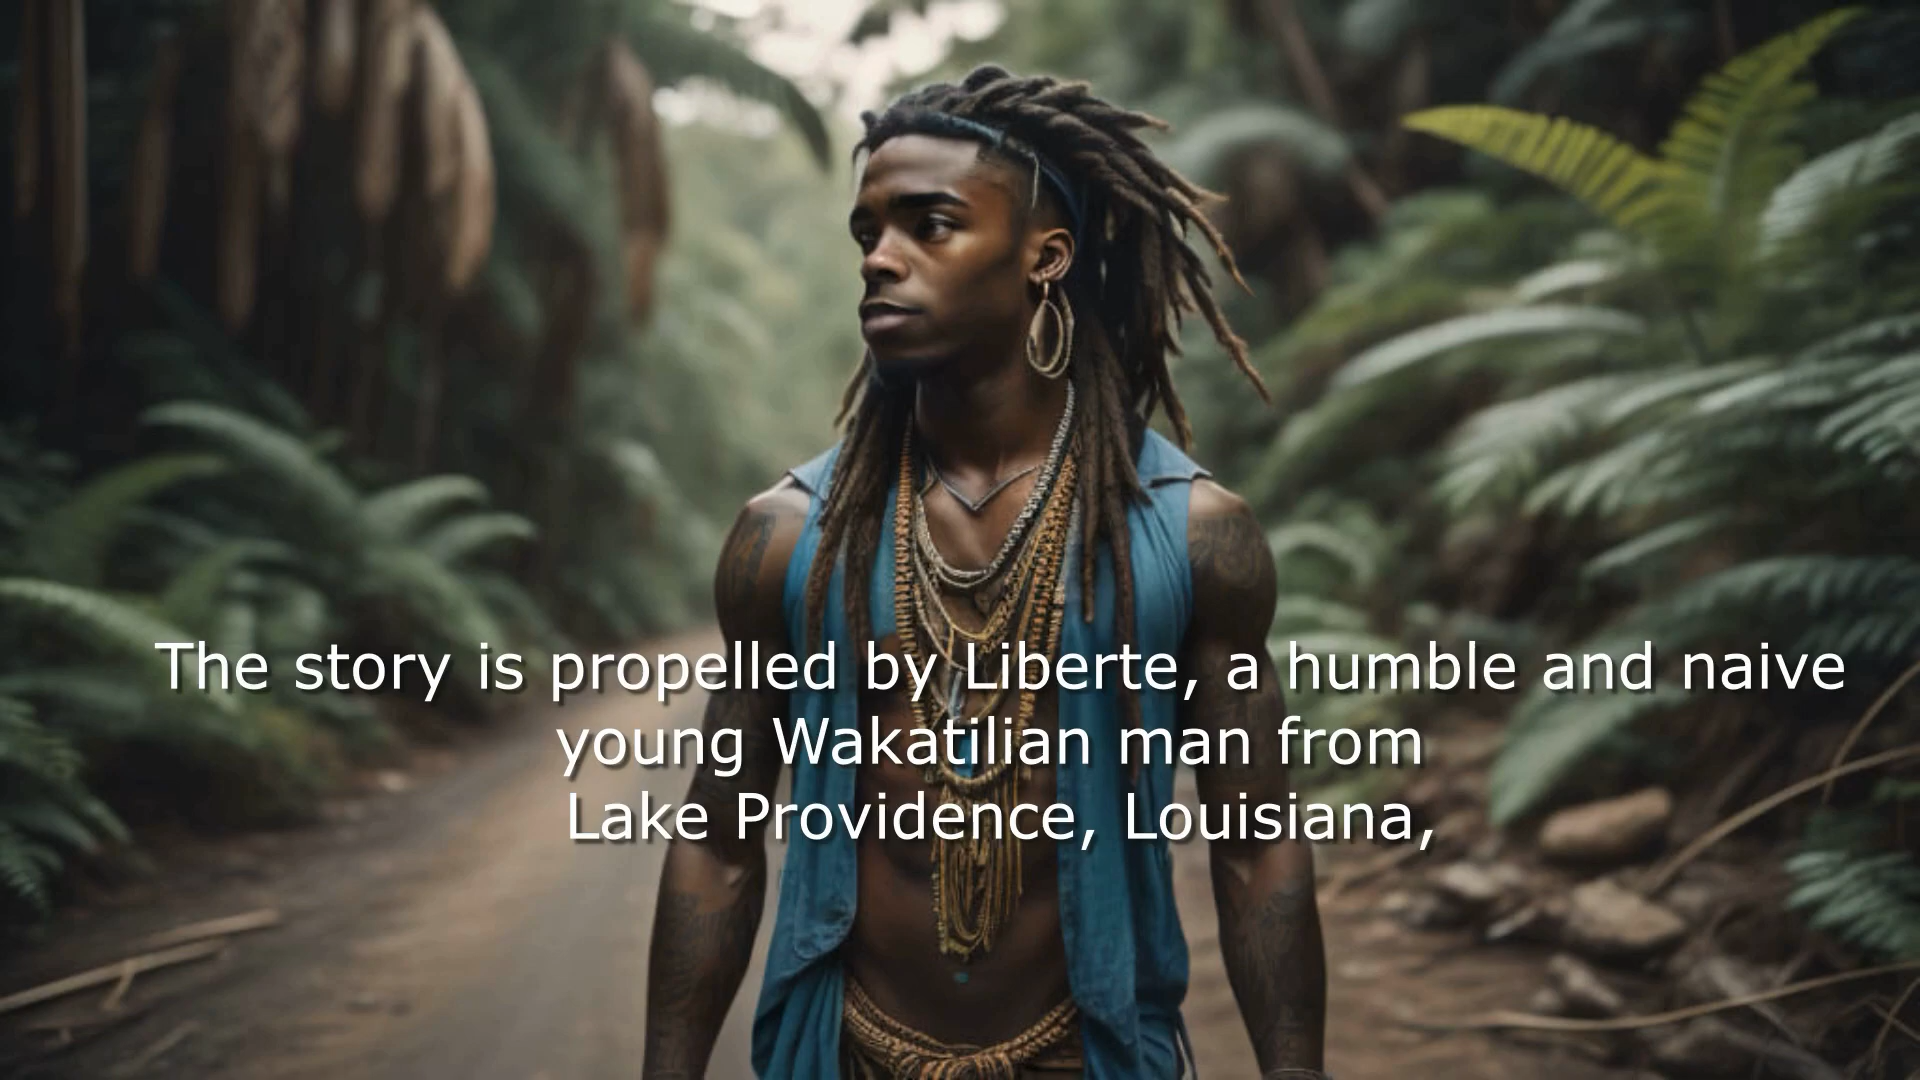 The story is propelled by Liberte, a humble and naive
young Wakatilian man from
Lake Providence, Louisiana,